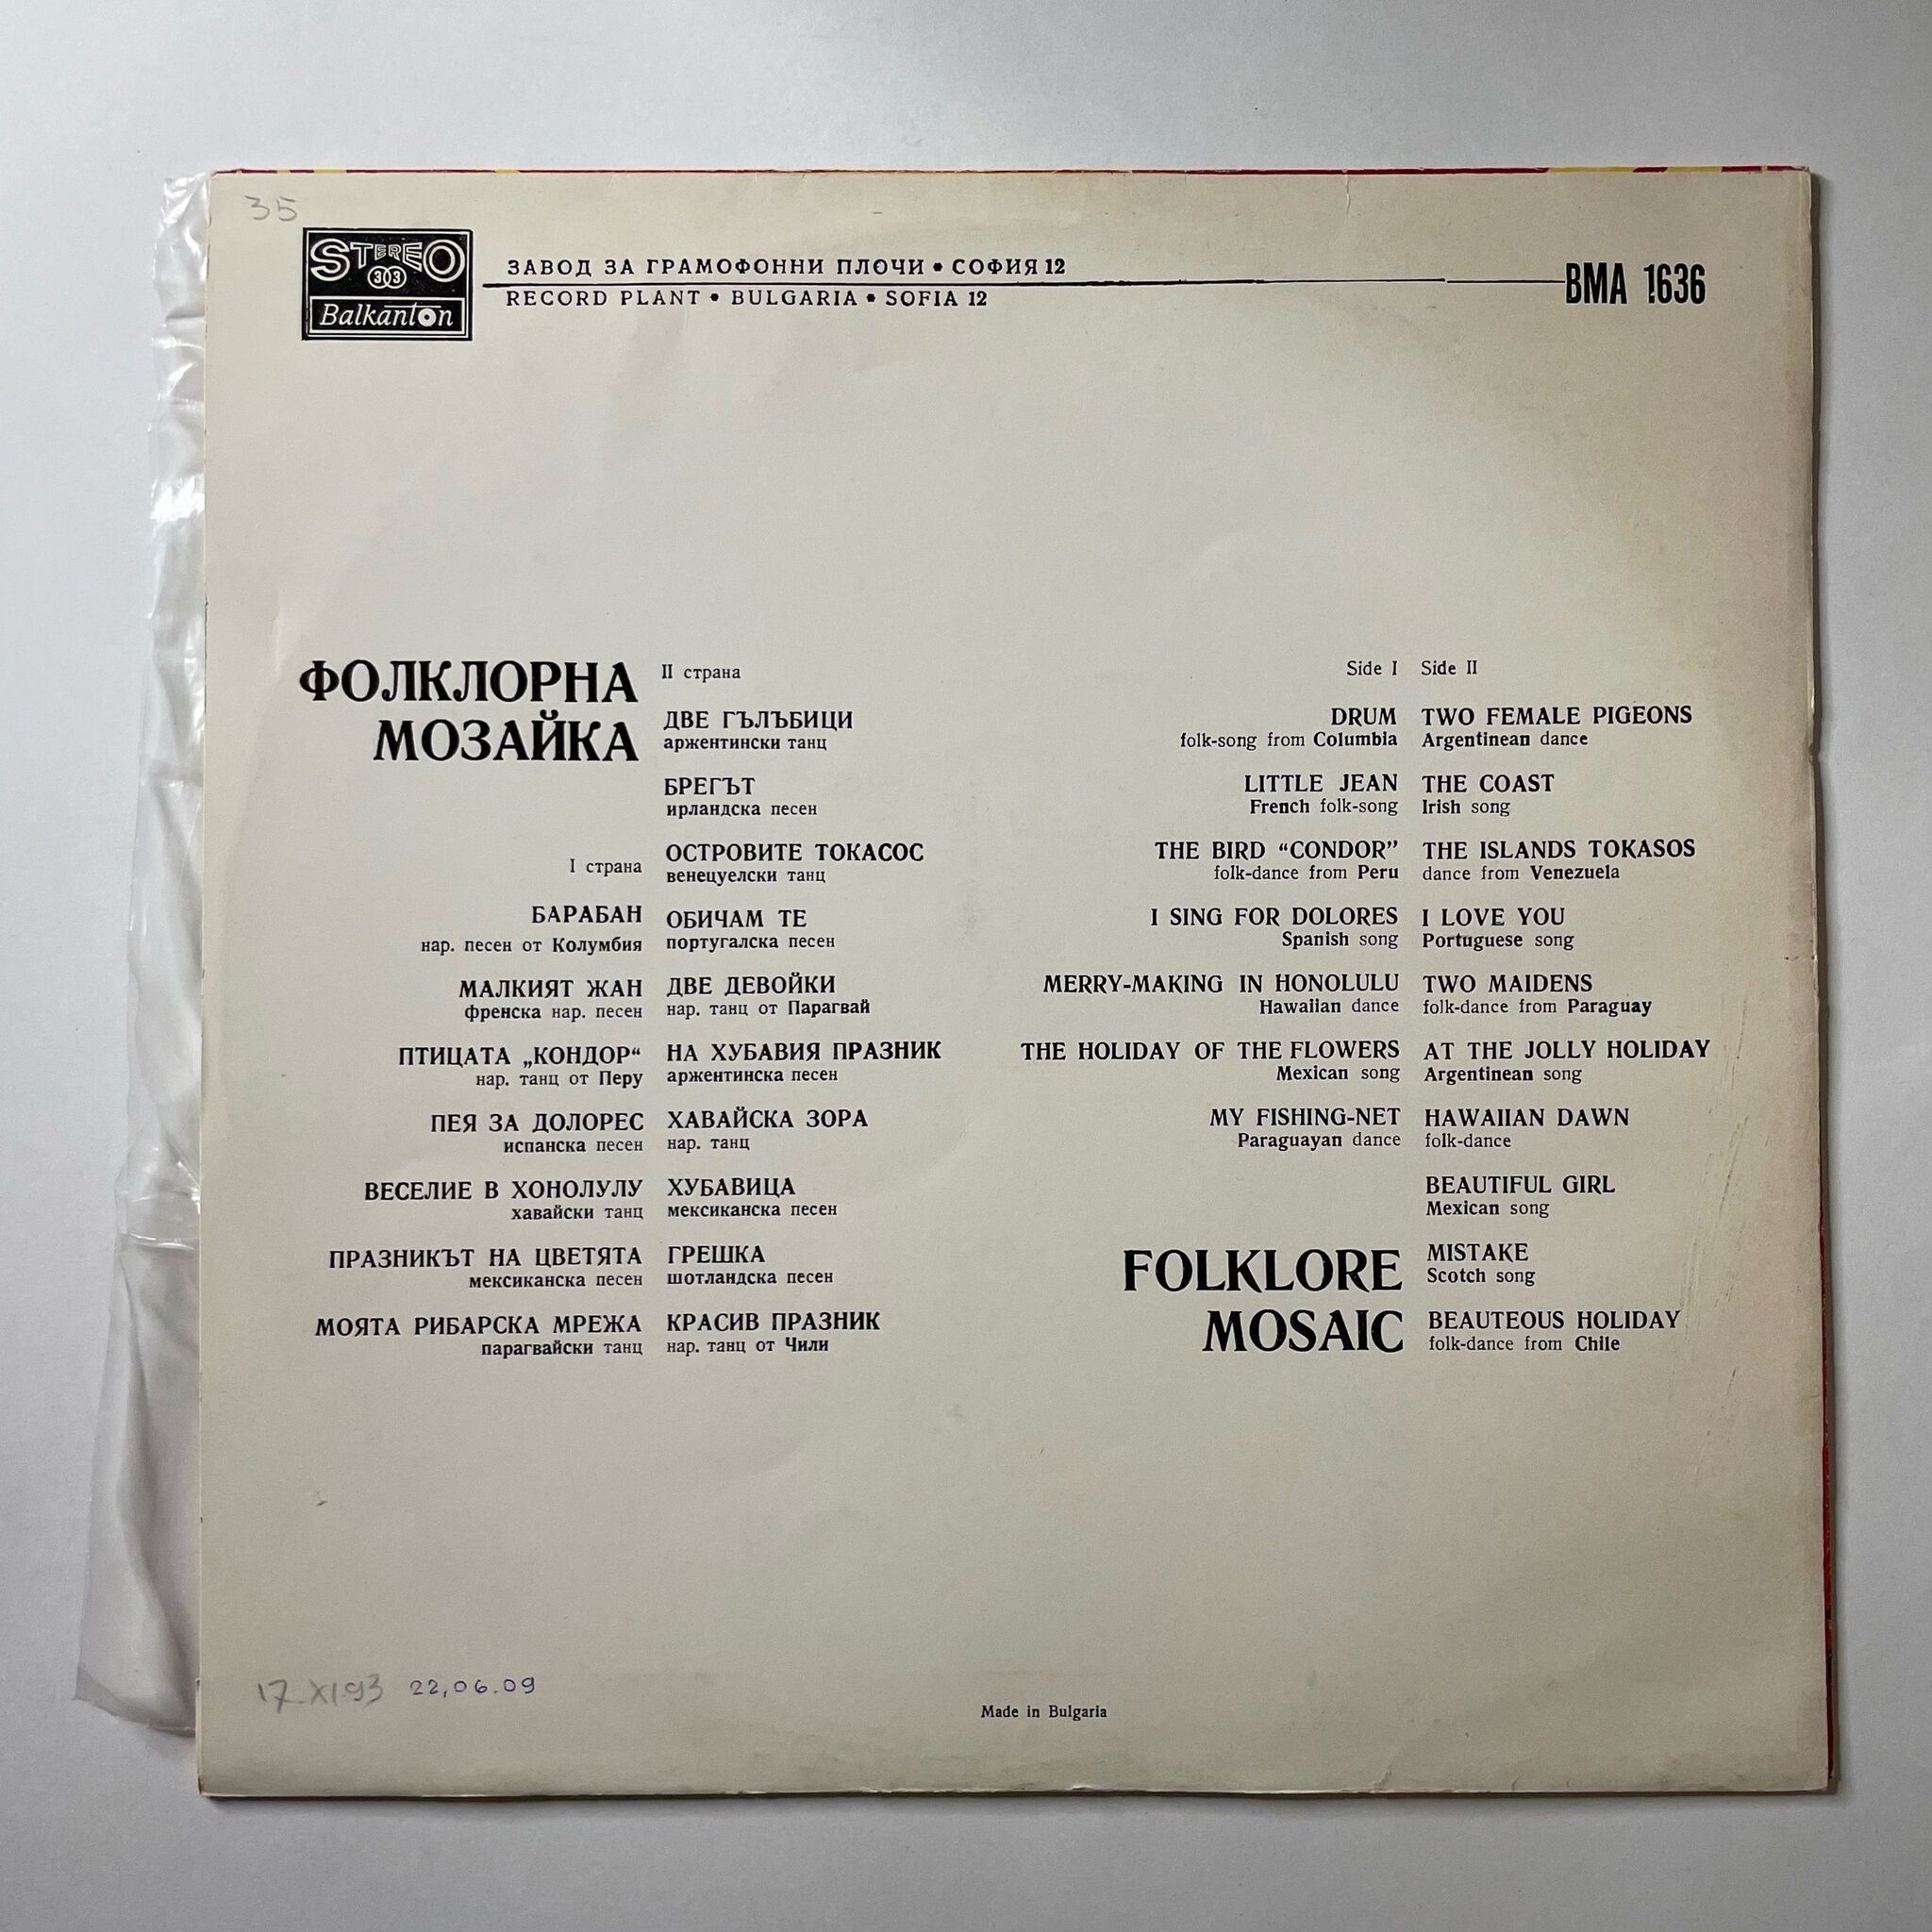 35
STEREO
33
Balkanton
ЗАВОД ЗА ГРАМОФОННИ ПЛОЧИ • СОФИЯ 12
RECORD PLANT • BULGARIA • SOFIA 12
ВМА 1636
ФОЛКЛОРНА
МОЗАЙКА
I страна
БАРАБАН
нар. песен от Колумбия
МАЛКИЯТ ЖАН
френска нар. песен
ПТИЦАТА „КОНДОР“
нар. танц от Перу
ПЕЯ ЗА ДОЛОРЕС
испанска песен
ВЕСЕЛИЕ В ХОНОЛУЛУ
хавайски танц
ПРАЗНИКЪТ НА ЦВЕТЯТА
мексиканска песен
МОЯТА РИБАРСКА МРЕЖА
парагвайски танц
II страна
ДВЕ ГЪЛЪБИЦИ
аржентински танц
БРЕГЪТ
ирландска песен
ОСТРОВИТЕ ТОКАСОС
венецуелски танц
ОБИЧАМ ТЕ
португалска песен
ДВЕ ДЕВОЙКИ
нар. танц от Парагвай
НА ХУБАВИЯ ПРАЗНИК
аржентинска песен
ХАВАЙСКА ЗОРА
нар. танц
ХУБАВИЦА
мексиканска песен
ГРЕШКА
шотландска песен
КРАСИВ ПРАЗНИК
нар. танц от Чили
Side I
DRUM
folk-song from Columbia
LITTLE JEAN
French folk-song
THE BIRD “CONDOR”
folk-dance from Peru
I SING FOR DOLORES
Spanish song
MERRY-MAKING IN HONOLULU
Hawaiian dance
THE HOLIDAY OF THE FLOWERS
Mexican song
MY FISHING-NET
Paraguayan dance
FOLKLORE
MOSAIC
Side II
TWO FEMALE PIGEONS
Argentinean dance
THE COAST
Irish song
THE ISLANDS TOKASOS
dance from Venezuela
I LOVE YOU
Portuguese song
TWO MAIDENS
folk-dance from Paraguay
AT THE JOLLY HOLIDAY
Argentinean song
HAWAIIAN DAWN
folk-dance
BEAUTIFUL GIRL
Mexican song
MISTAKE
Scotch song
BEAUTEOUS HOLIDAY
folk-dance from Chile
17.XI.93 22,06.09
Made in Bulgaria